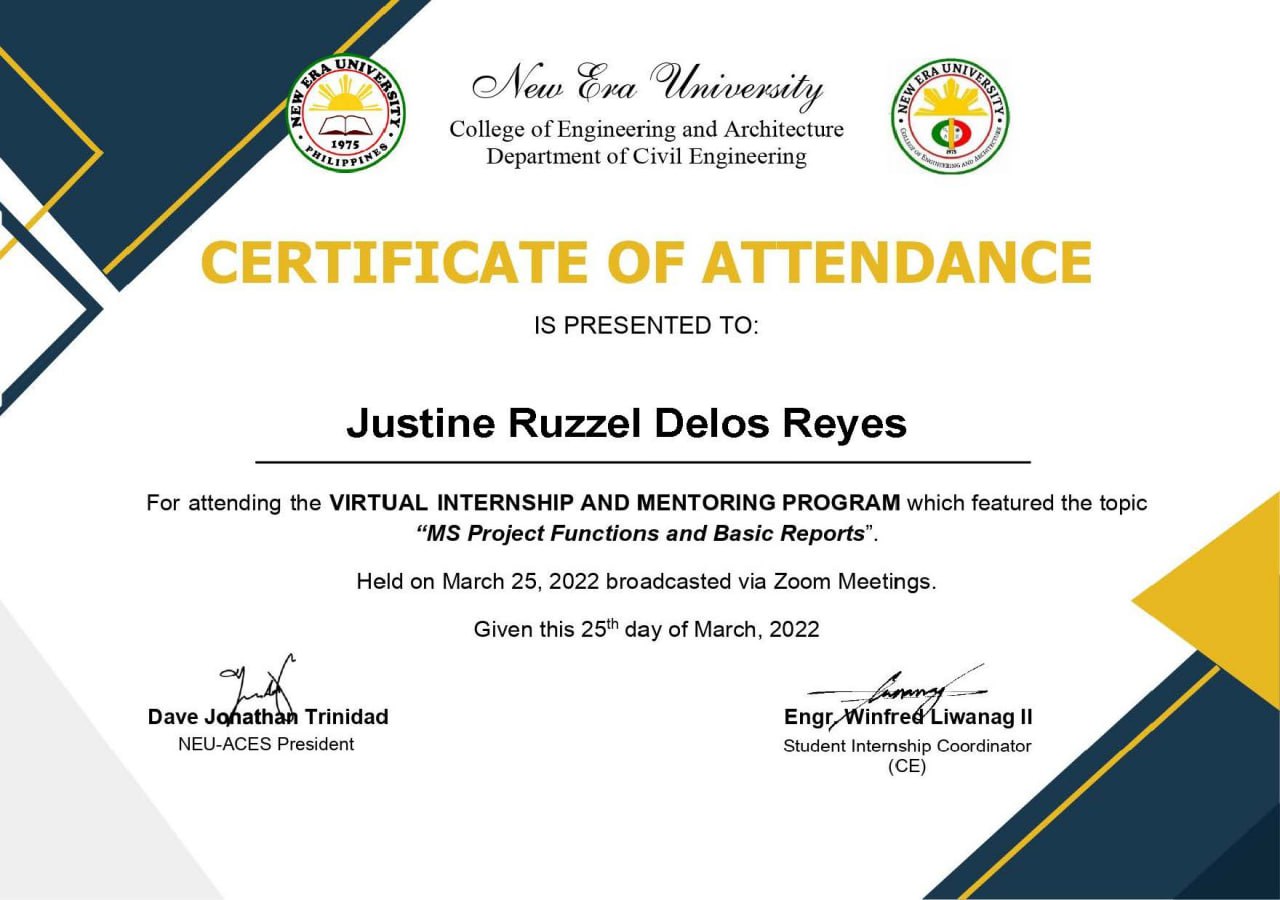 NEW ERA UNIVERSITY
1975
PHILIPPINES
New Era University
College of Engineering and Architecture
Department of Civil Engineering
NEW ERA UNIVERSITY
1975
COLLEGE OF ENGINEERING AND ARCHITECTURE
CERTIFICATE OF ATTENDANCE
IS PRESENTED TO:
Justine Ruzzel Delos Reyes
For attending the VIRTUAL INTERNSHIP AND MENTORING PROGRAM which featured the topic
“MS Project Functions and Basic Reports”.
Held on March 25, 2022 broadcasted via Zoom Meetings.
Given this 25th day of March, 2022
Dave Jonathan Trinidad
NEU-ACES President
Engr. Winfred Liwanag II
Student Internship Coordinator
(CE)